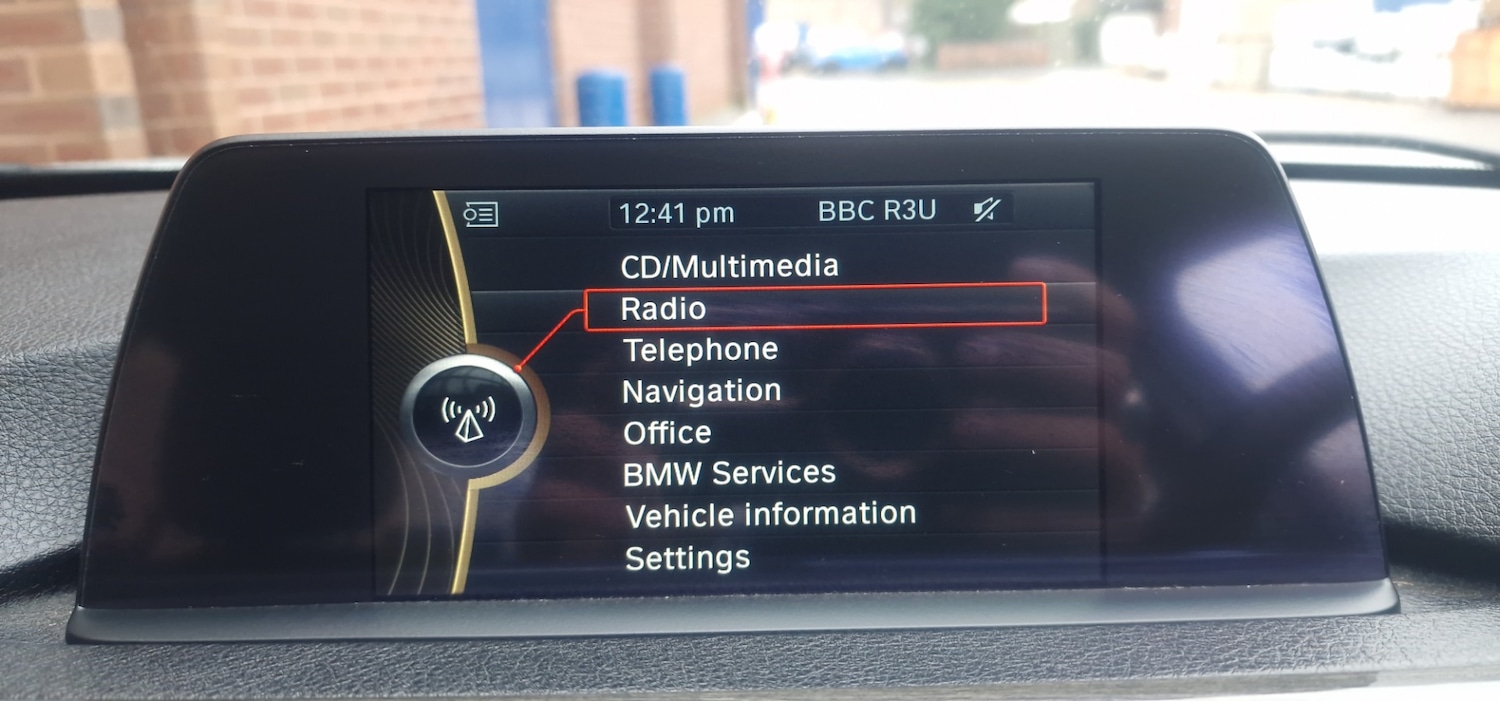 12:41 pm BBC R3U
CD/Multimedia
Radio
Telephone
Navigation
Office
BMW Services
Vehicle information
Settings